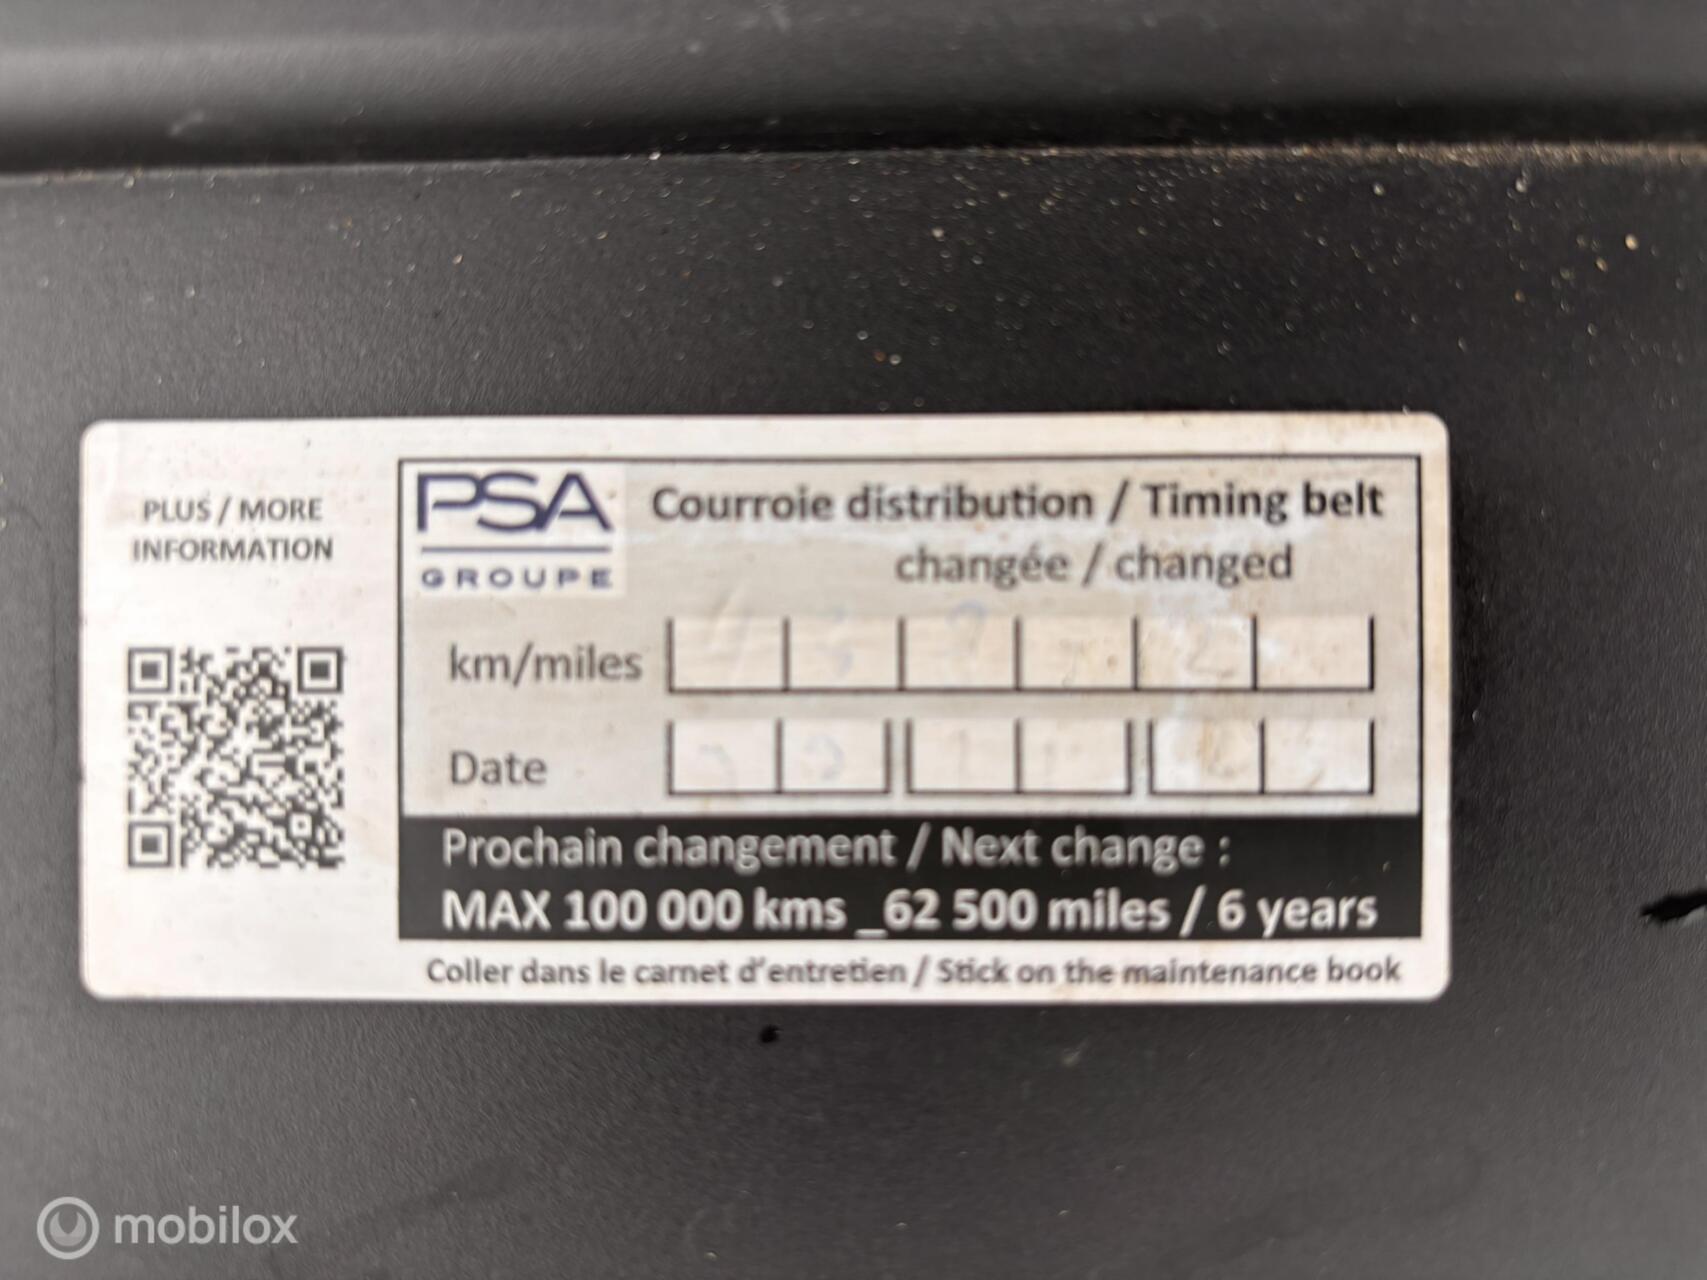 PLUS / MORE
INFORMATION
PSA
GROUPE
Courroie distribution / Timing belt
changée / changed
km/miles
Date
Prochain changement / Next change :
MAX 100 000 kms _62 500 miles / 6 years
Coller dans le carnet d'entretien / Stick on the maintenance book
mobilox